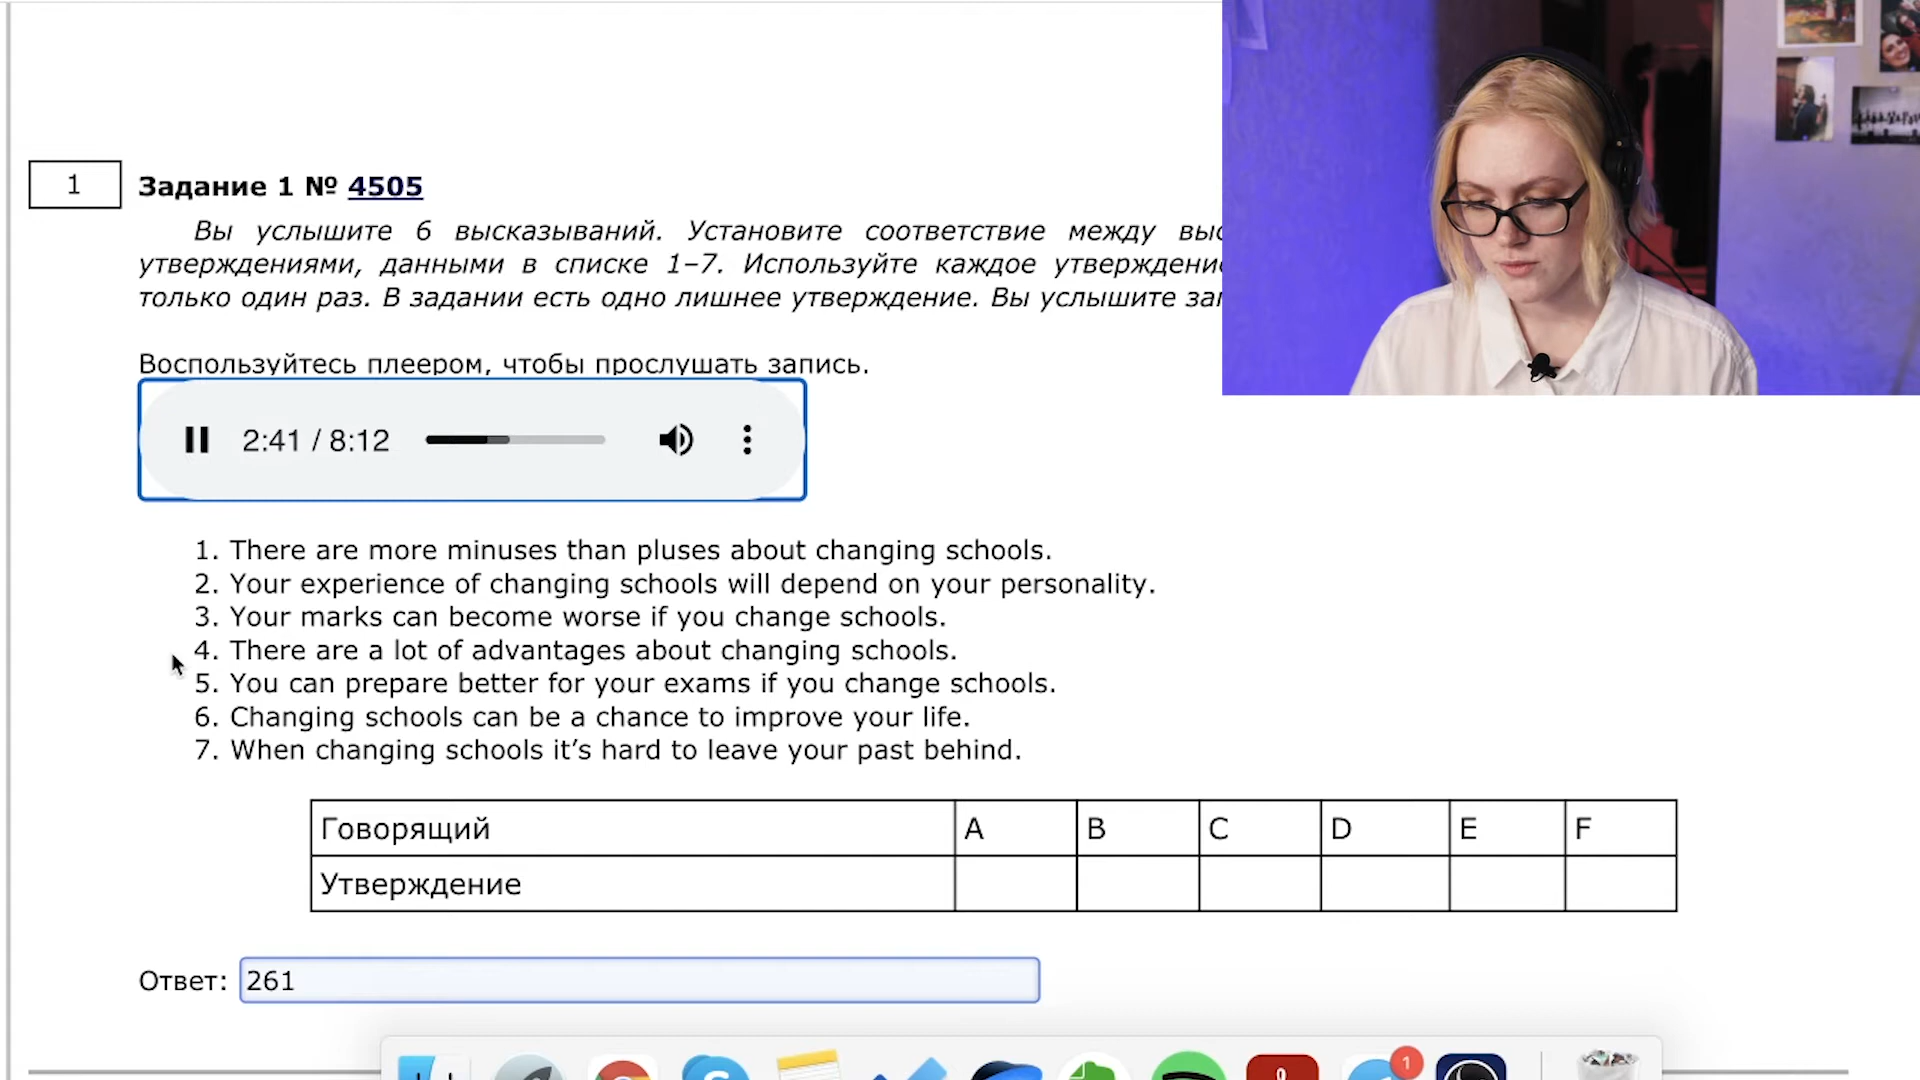 1
Задание 1 № 4505
Вы услышите 6 высказываний. Установите соответствие между
утверждениями, данными в списке 1–7. Используйте каждое
только один раз. В задании есть одно лишнее утверждение. Вы услышите
Воспользуйтесь плеером, чтобы прослушать запись.
2:41 / 8:12
1. There are more minuses than pluses about changing schools.
2. Your experience of changing schools will depend on your personality.
3. Your marks can become worse if you change schools.
4. There are a lot of advantages about changing schools.
5. You can prepare better for your exams if you change schools.
6. Changing schools can be a chance to improve your life.
7. When changing schools it’s hard to leave your past behind.
Говорящий A B C D E F
Утверждение
Ответ: 261
1